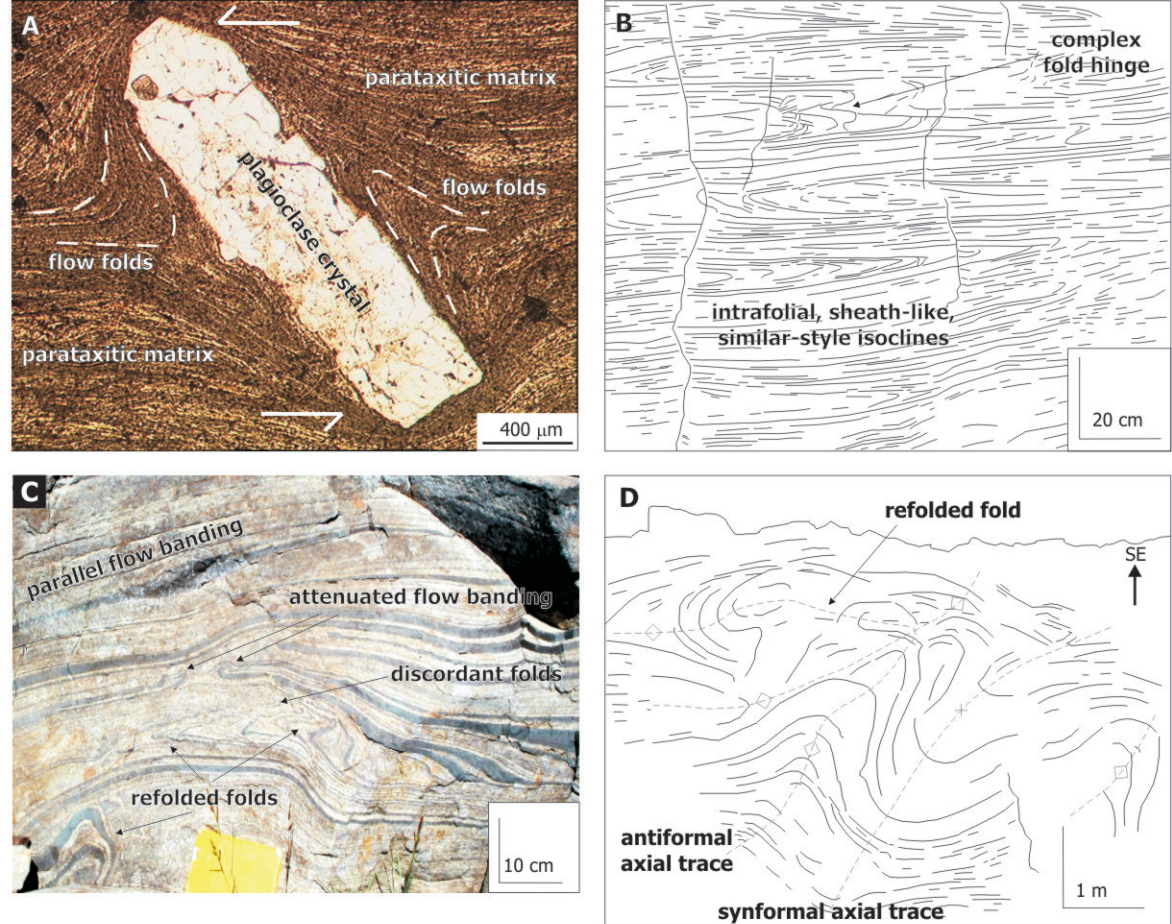 A
parataxitic matrix
plagioclase crystal
flow folds
flow folds
parataxitic matrix
400 μm
B
complex
fold hinge
intrafolial, sheath-like,
similar-style isoclines
20 cm
C
parallel flow banding
attenuated flow banding
discordant folds
refolded folds
10 cm
D
refolded fold
SE
antiformal
axial trace
synformal axial trace
1 m